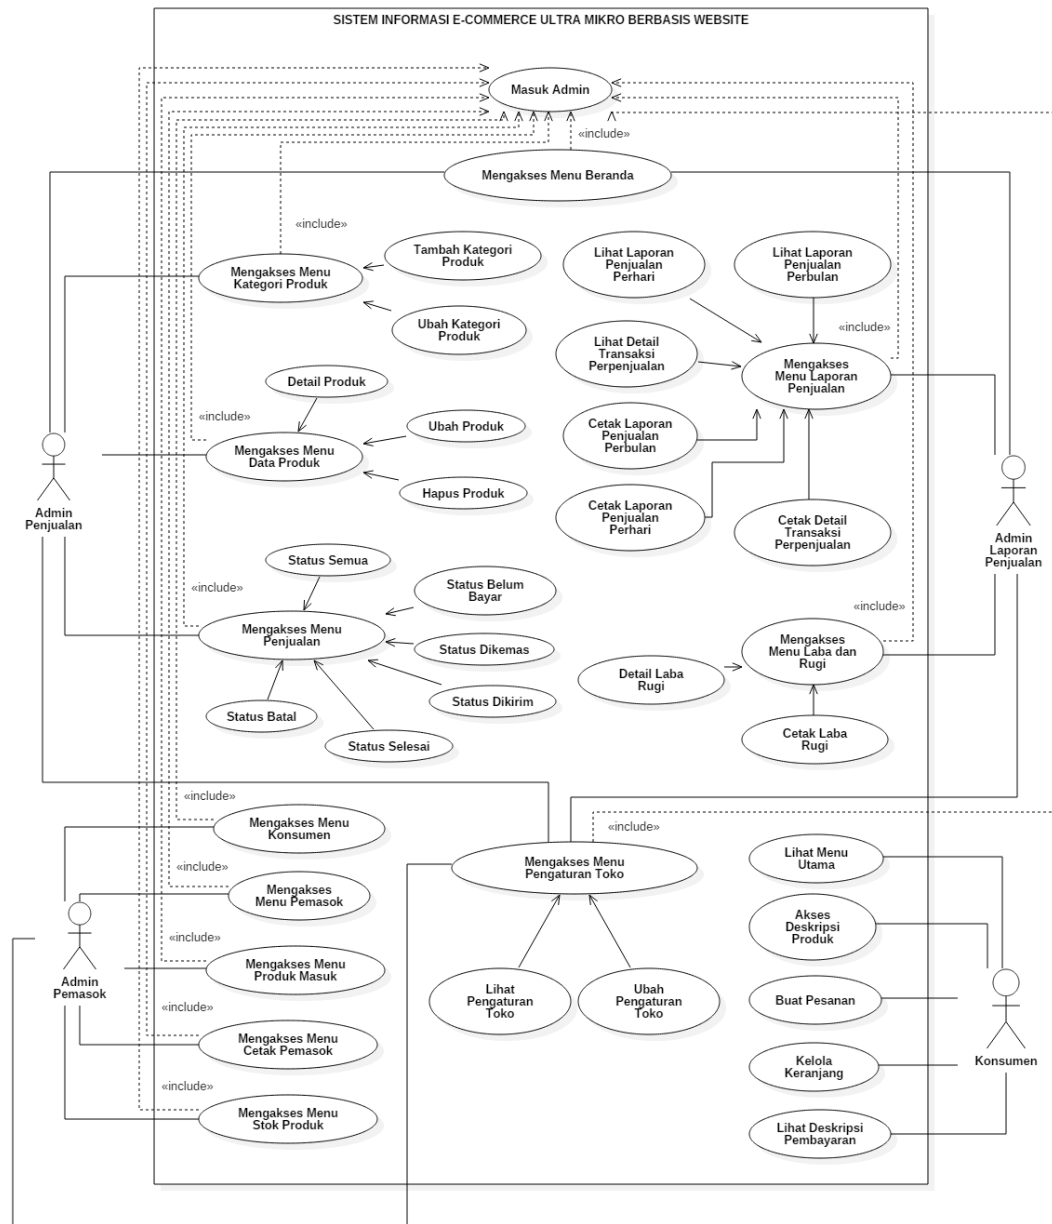 SISTEM INFORMASI E-COMMERCE ULTRA MIKRO BERBASIS WEBSITE
Masuk Admin
«include»
Mengakses Menu Beranda
«include»
Mengakses Menu
Kategori Produk
Tambah Kategori
Produk
Ubah Kategori
Produk
Lihat Laporan
Penjualan
Perhari
Lihat Laporan
Penjualan
Perbulan
«include»
Lihat Detail
Transaksi
Perpenjualan
Mengakses
Menu Laporan
Penjualan
Detail Produk
«include»
Mengakses Menu
Data Produk
Ubah Produk
Hapus Produk
Cetak Laporan
Penjualan
Perbulan
Cetak Laporan
Penjualan
Perhari
Cetak Detail
Transaksi
Perpenjualan
Admin
Penjualan
Admin
Laporan
Penjualan
Status Semua
«include»
Mengakses Menu
Penjualan
Status Belum
Bayar
Status Dikemas
Status Dikirim
Status Batal
Status Selesai
«include»
Mengakses
Menu Laba dan
Rugi
Detail Laba
Rugi
Cetak Laba
Rugi
«include»
Mengakses Menu
Konsumen
«include»
Mengakses
Menu Pemasok
«include»
Mengakses Menu
Produk Masuk
Admin
Pemasok
«include»
Mengakses Menu
Cetak Pemasok
«include»
Mengakses Menu
Stok Produk
«include»
Mengakses Menu
Pengaturan Toko
Lihat
Pengaturan
Toko
Ubah
Pengaturan
Toko
Lihat Menu
Utama
Akses
Deskripsi
Produk
Buat Pesanan
Kelola
Keranjang
Lihat Deskripsi
Pembayaran
Konsumen